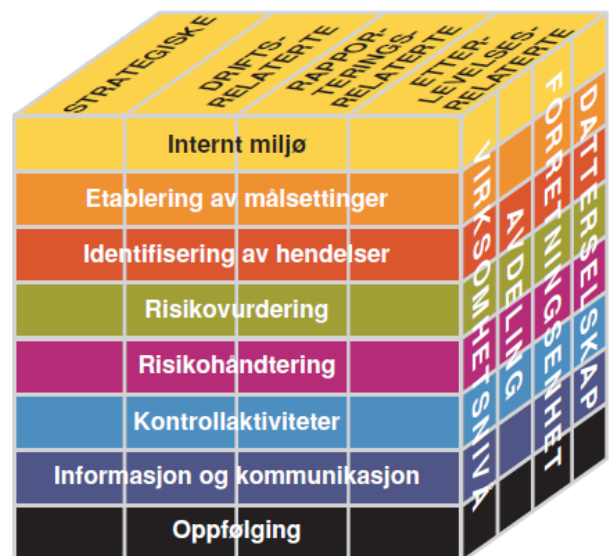 STRATEGISKE
DRIFTS-
RELATERTE
RAPPOR-
TERINGS-
RELATERTE
ETTER-
LEVELSES-
RELATERTE
Internt miljø
Etablering av målsettinger
Identifisering av hendelser
Risikovurdering
Risikohåndtering
Kontrollaktiviteter
Informasjon og kommunikasjon
Oppfølging
VIRKSOMHETSNIVÅ
AVDELING
FORRETNINGSENHET
DATTERSELSKAP